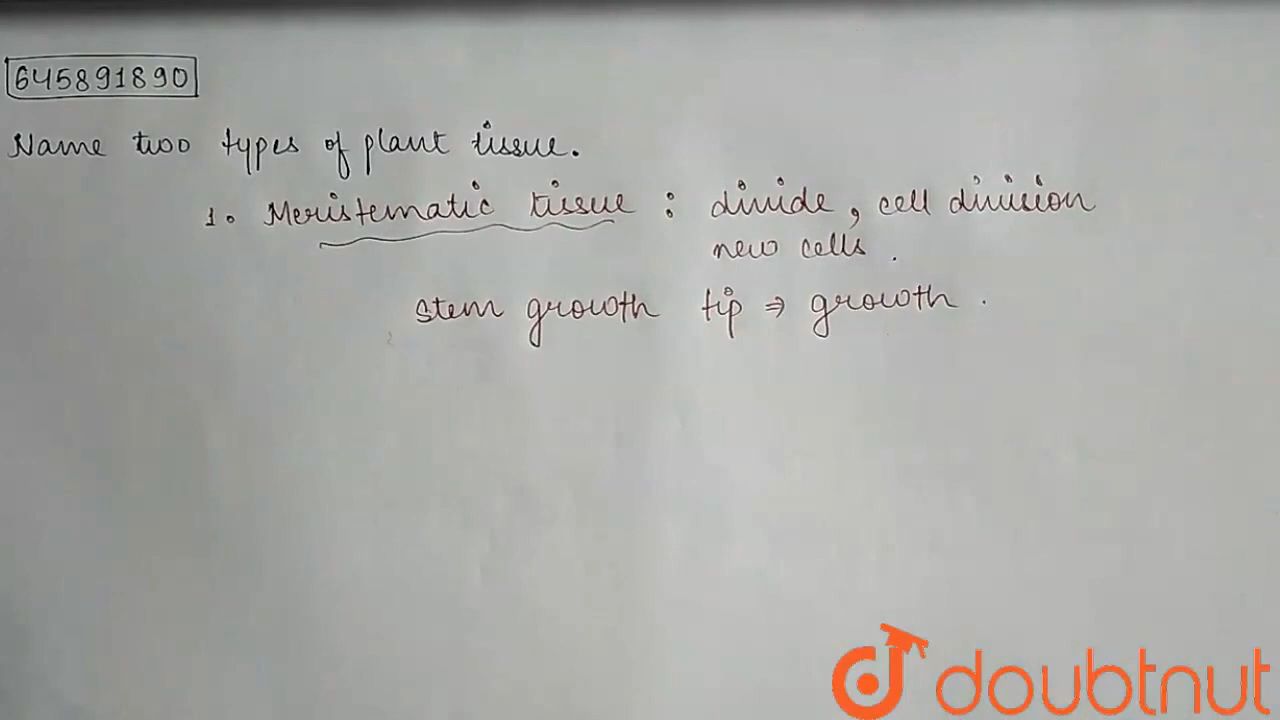 645891890
Name two types of plant tissue.
1. Meristematic tissue : divide, cell division
new cells.
stem growth tip ⇒ growth.
doubtnut